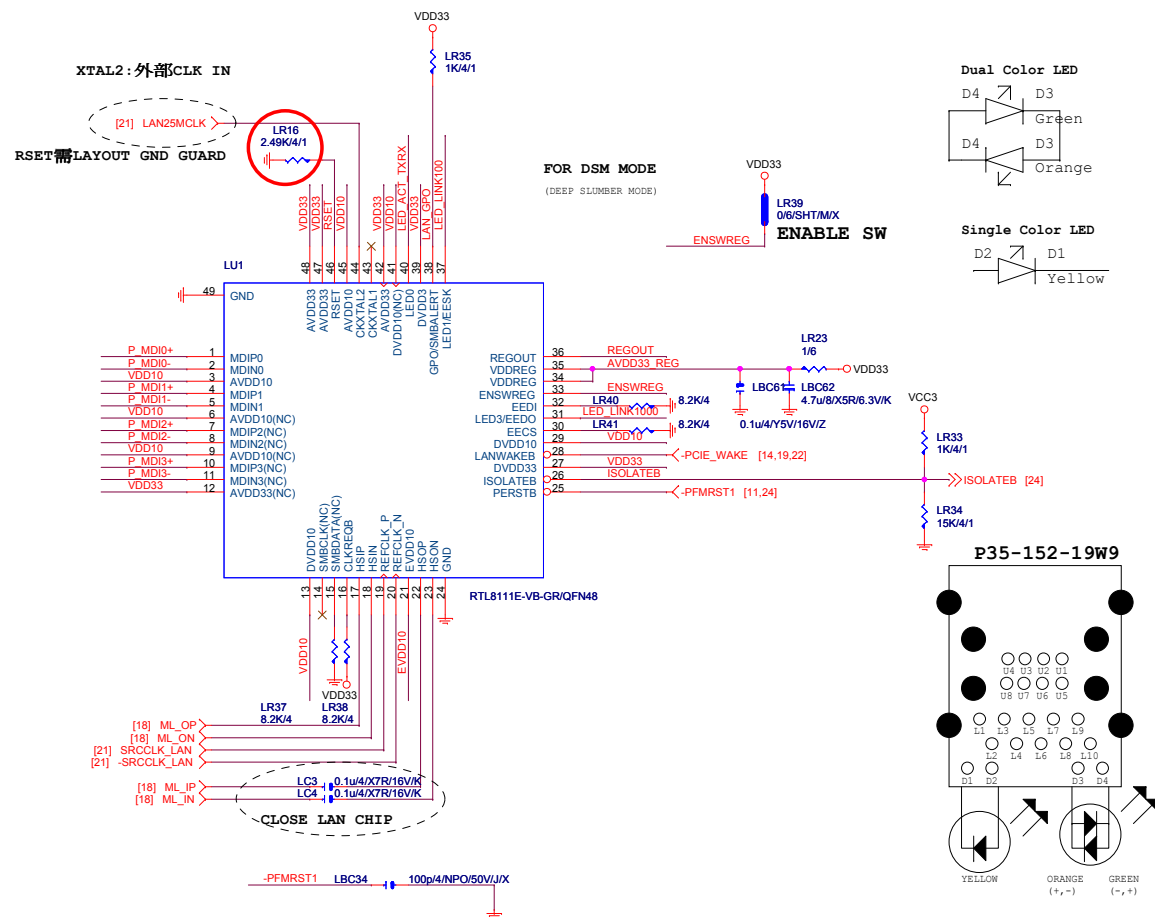 VDD33
LR35
1K/4/1
XTAL2:外部CLK IN
[21] LAN25MCLK
LR16
2.49K/4/1
RSET需LAYOUT GND GUARD
VDD33
VDD33
RSET
VDD10
VDD33
VDD10
LED_ACT_TXRX
VDD33
LAN_GPO
LED_LINK100
FOR DSM MODE
(DEEP SLUMBER MODE)
VDD33
LR39
0/6/SHT/M/X
ENABLE SW
ENSWREG
Dual Color LED
D4 D3
Green
D4 D3
Orange
Single Color LED
D2 D1
Yellow
LU1
48 47 46 45 44 43 42 41 40 39 38 37
AVDD33
AVDD33
RSET
AVDD10
CKXTAL2
CKXTAL1
AVDD33
DVDD10(NC)
LED0
DVDD3
GPO/SMBALERT
LED1/EESK
49 GND
P_MDI0+ 1 MDIP0
P_MDI0- 2 MDIN0
VDD10 3 AVDD10
P_MDI1+ 4 MDIP1
P_MDI1- 5 MDIN1
VDD10 6 AVDD10(NC)
P_MDI2+ 7 MDIP2(NC)
P_MDI2- 8 MDIN2(NC)
VDD10 9 AVDD10(NC)
P_MDI3+ 10 MDIP3(NC)
P_MDI3- 11 MDIN3(NC)
VDD33 12 AVDD33(NC)
REGOUT 36 REGOUT
VDDREG 35 AVDD33_REG
VDDREG 34
ENSWREG 33 ENSWREG
EEDI 32 LR40 8.2K/4
LED3/EEDO 31 LED_LINK1000
EECS 30 LR41 8.2K/4
DVDD10 29 VDD10
LANWAKEB 28 -PCIE_WAKE [14,19,22]
DVDD33 27 VDD33
ISOLATEB 26 ISOLATEB
PERSTB 25 -PFMRST1 [11,24]
LR23
1/6
VDD33
LBC61
0.1u/4/Y5V/16V/Z
LBC62
4.7u/8/X5R/6.3V/K
VCC3
LR33
1K/4/1
ISOLATEB [24]
LR34
15K/4/1
DVDD10
SMBCLK(NC)
SMBDATA(NC)
CLKREQB
HSIP
HSIN
REFCLK_P
REFCLK_N
EVDD10
HSOP
HSON
GND
13 14 15 16 17 18 19 20 21 22 23 24
RTL8111E-VB-GR/QFN48
VDD10
EVDD10
VDD33
LR37
8.2K/4
LR38
8.2K/4
[18] ML_OP
[18] ML_ON
[21] SRCCLK_LAN
[21] -SRCCLK_LAN
[18] ML_IP
[18] ML_IN
LC3 0.1u/4/X7R/16V/K
LC4 0.1u/4/X7R/16V/K
CLOSE LAN CHIP
-PFMRST1 LBC34 100p/4/NPO/50V/J/X
P35-152-19W9
U4 U3 U2 U1
U8 U7 U6 U5
L1 L3 L5 L7 L9
L2 L4 L6 L8 L10
D1 D2 D3 D4
YELLOW
ORANGE
(+,-)
GREEN
(-,+)